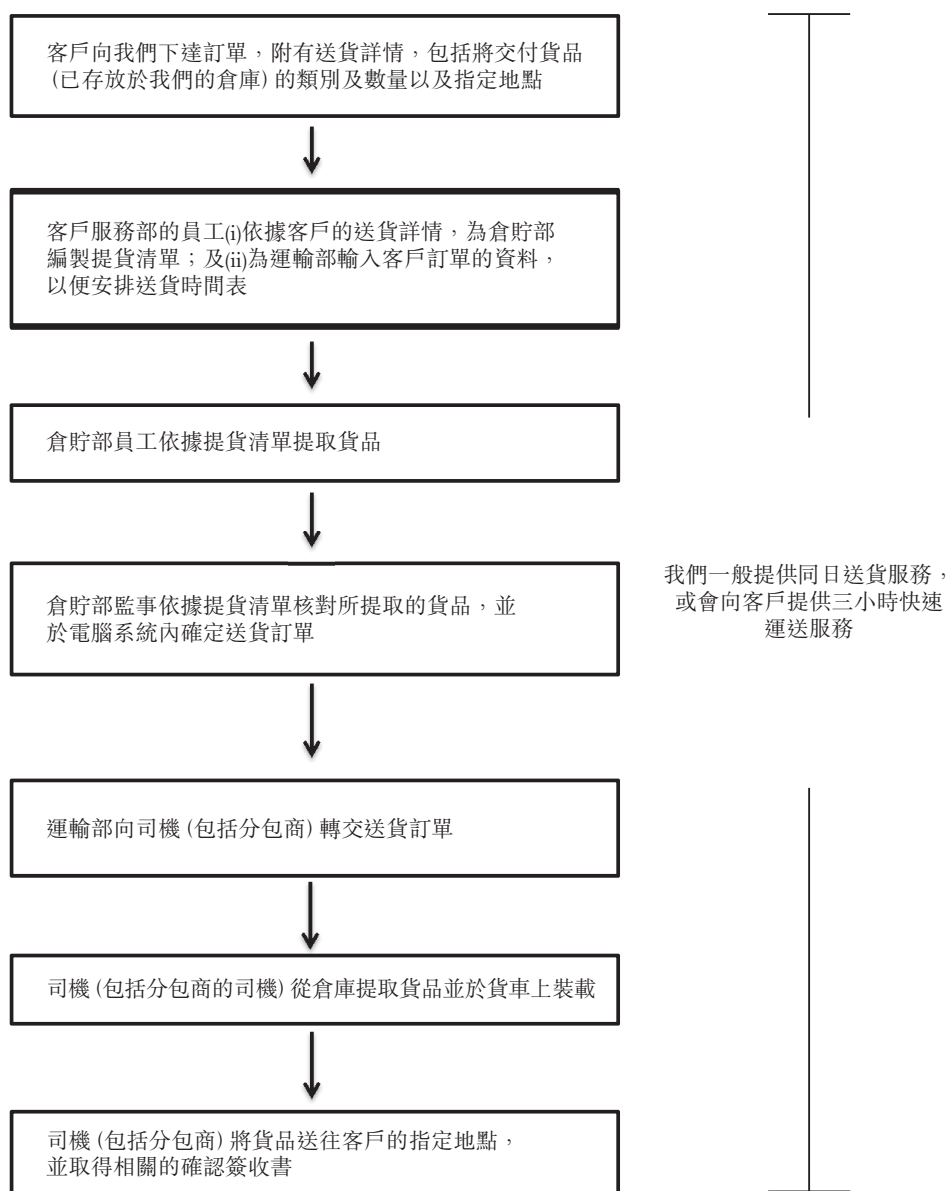 客戶向我們下達訂單，附有送貨詳情，包括將交付貨品
(已存放於我們的倉庫) 的類別及數量以及指定地點
客戶服務部的員工(i)依據客戶的送貨詳情，為倉貯部
編製提貨清單；及(ii)為運輸部輸入客戶訂單的資料，
以便安排送貨時間表
倉貯部員工依據提貨清單提取貨品
倉貯部監事依據提貨清單核對所提取的貨品，並
於電腦系統內確定送貨訂單
我們一般提供同日送貨服務，
或會向客戶提供三小時快速
運送服務
運輸部向司機 (包括分包商) 轉交送貨訂單
司機 (包括分包商的司機) 從倉庫提取貨品並於貨車上裝載
司機 (包括分包商) 將貨品送往客戶的指定地點，
並取得相關的確認簽收書